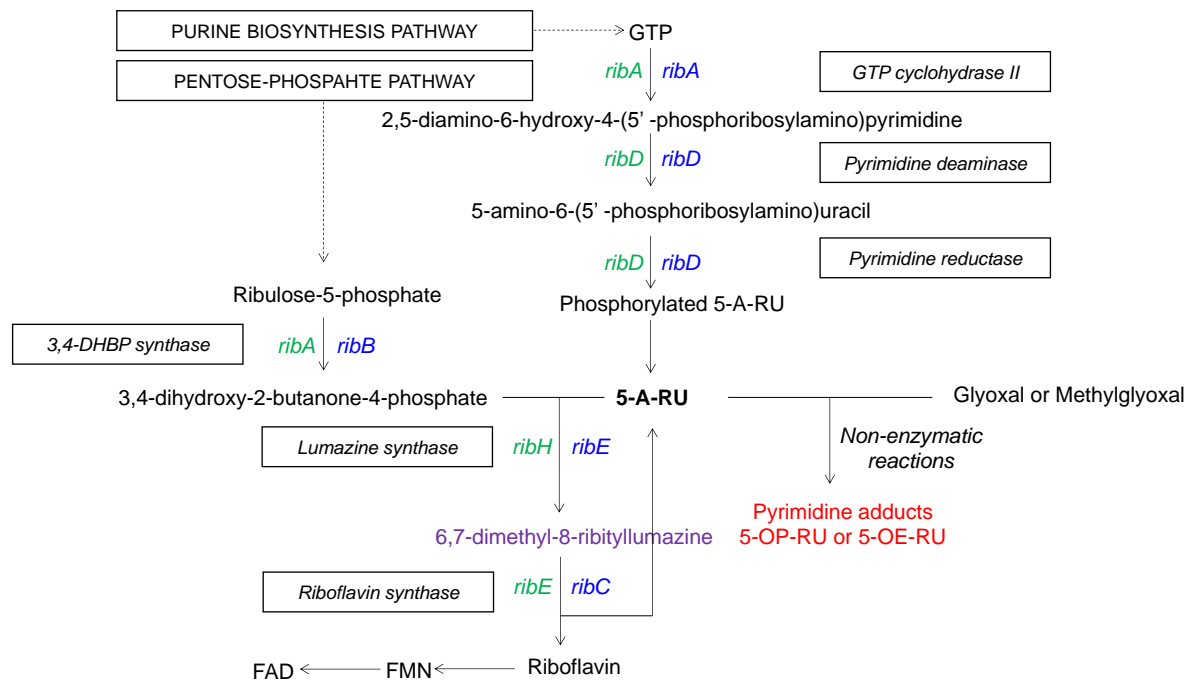 PURINE BIOSYNTHESIS PATHWAY
GTP
PENTOSE-PHOSPAHTE PATHWAY
ribA ribA
GTP cyclohydrase II
2,5-diamino-6-hydroxy-4-(5’ -phosphoribosylamino)pyrimidine
ribD ribD
Pyrimidine deaminase
5-amino-6-(5’ -phosphoribosylamino)uracil
ribD ribD
Pyrimidine reductase
Ribulose-5-phosphate
Phosphorylated 5-A-RU
3,4-DHBP synthase
ribA ribB
3,4-dihydroxy-2-butanone-4-phosphate
5-A-RU
Glyoxal or Methylglyoxal
Lumazine synthase
ribH ribE
Non-enzymatic
reactions
6,7-dimethyl-8-ribityllumazine
Pyrimidine adducts
5-OP-RU or 5-OE-RU
Riboflavin synthase
ribE ribC
FAD
FMN
Riboflavin